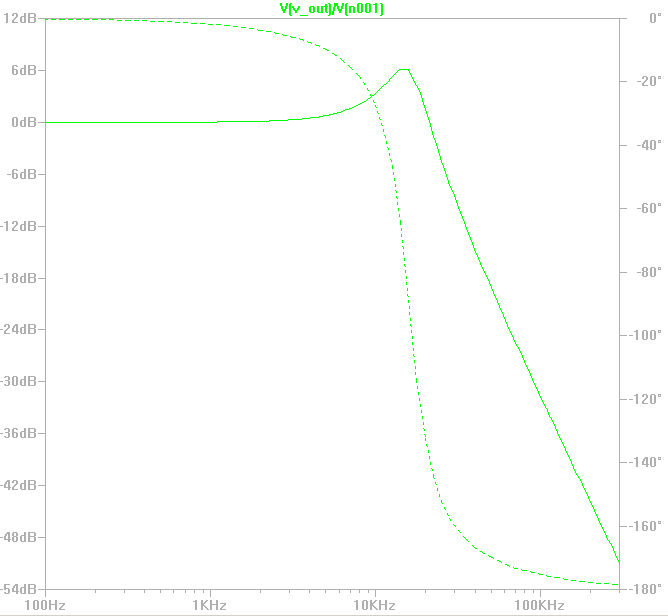 V(v_out)/V(n001)
12dB 0°
6dB -20°
0dB -40°
-6dB -60°
-12dB -80°
-18dB -100°
-24dB -120°
-30dB -140°
-36dB -160°
-42dB -180°
-48dB
-54dB
100Hz 1KHz 10KHz 100KHz